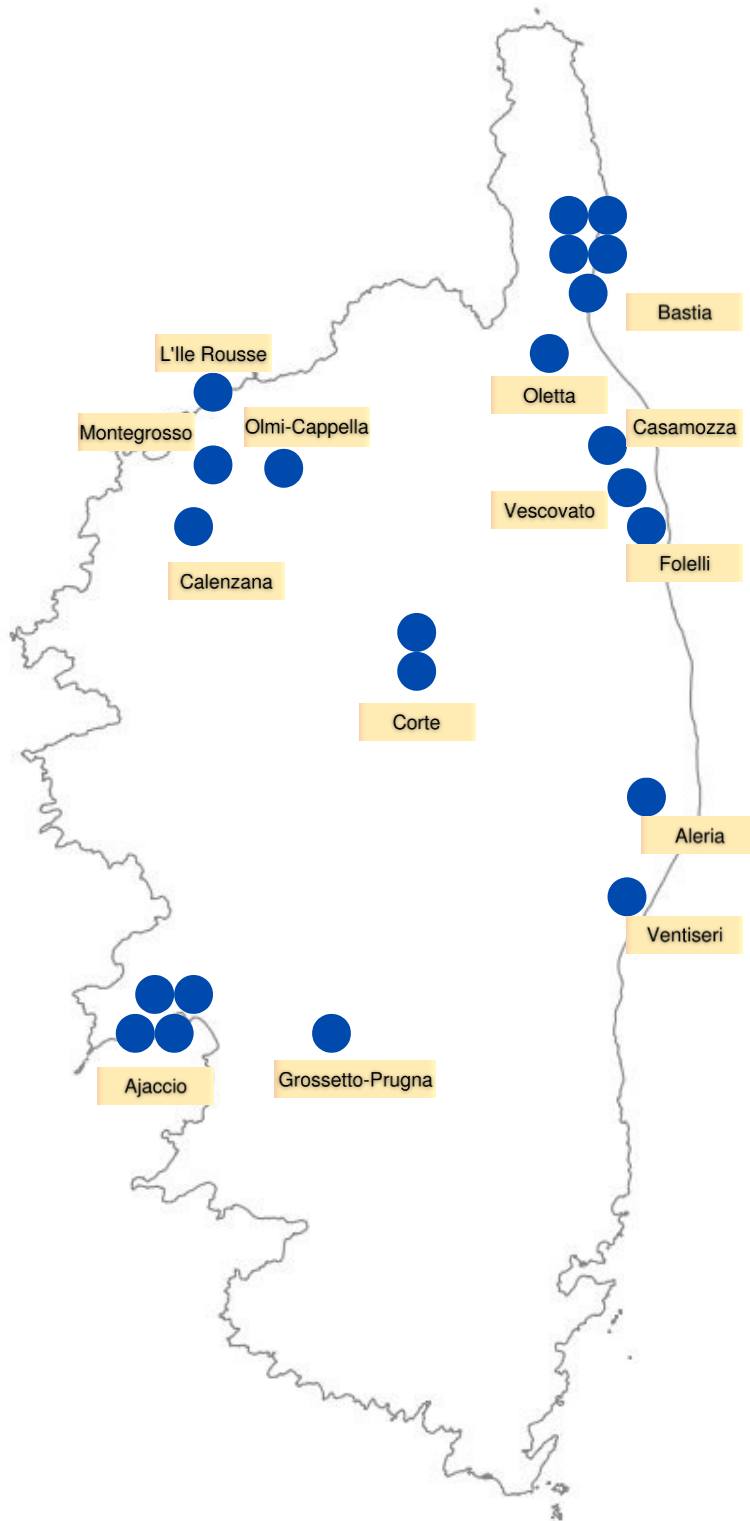 Bastia
L'Ile Rousse
Oletta
Montegrosso
Olmi-Cappella
Casamozza
Vescovato
Folelli
Calenzana
Corte
Aleria
Ventiseri
Ajaccio
Grossetto-Prugna